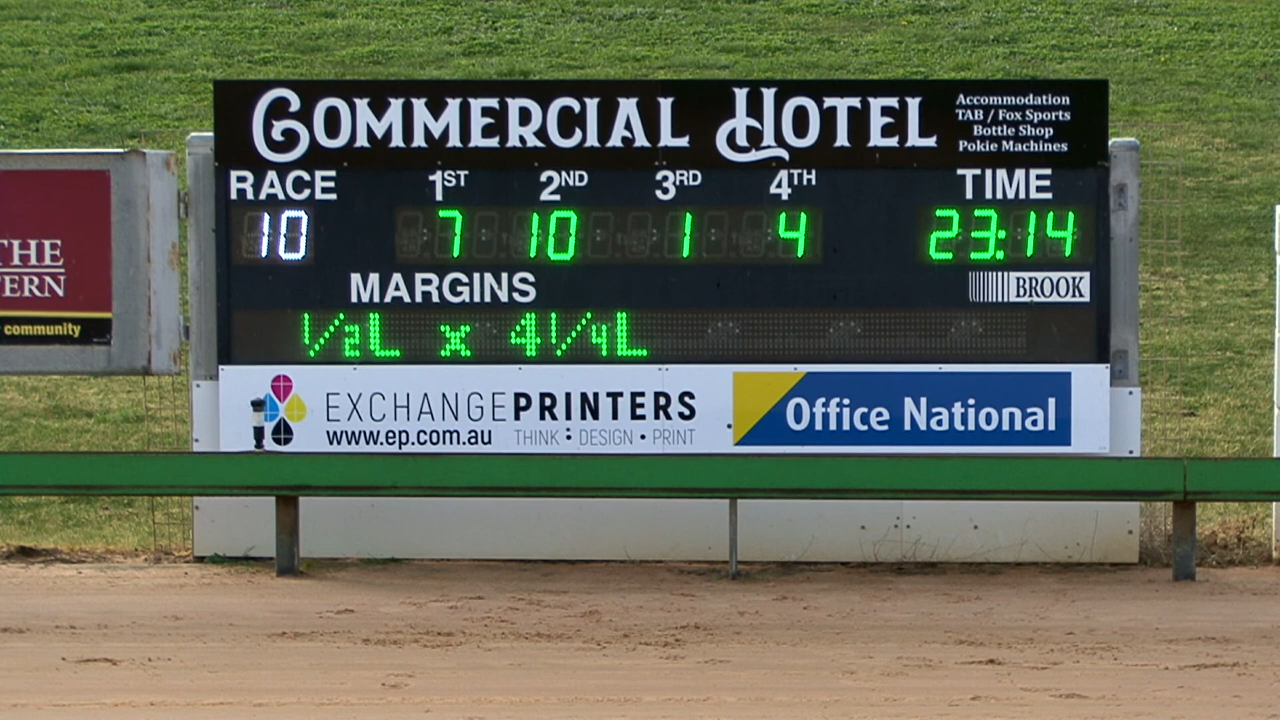 COMMERCIAL HOTEL
Accommodation
TAB / Fox Sports
Bottle Shop
Pokie Machines
RACE 1ST 2ND 3RD 4TH TIME
10 7 10 1 4 23:14
MARGINS BROOK
1/2L x 4 1/4L
THE
ERN
community
EXCHANGEPRINTERS
www.ep.com.au THINK : DESIGN • PRINT
Office National